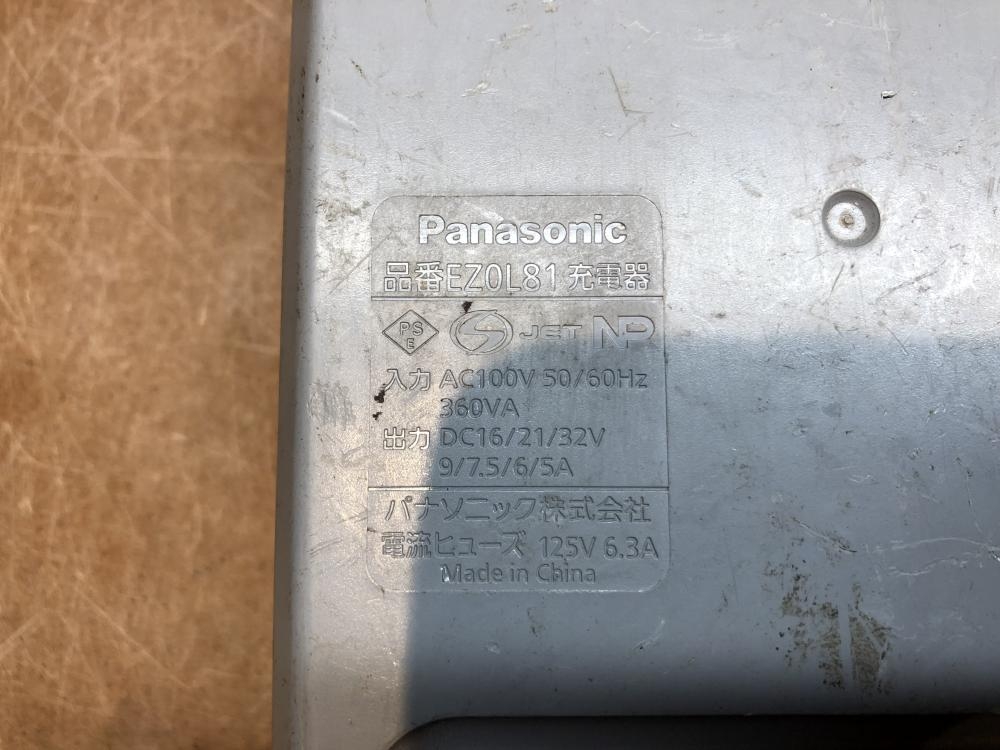 Panasonic
品番EZ0L81 充電器
PS E JET NP
入力 AC100V 50/60Hz
360VA
出力 DC16/21/32V
9/7.5/6/5A
パナソニック株式会社
電流ヒューズ 125V 6.3A
Made in China